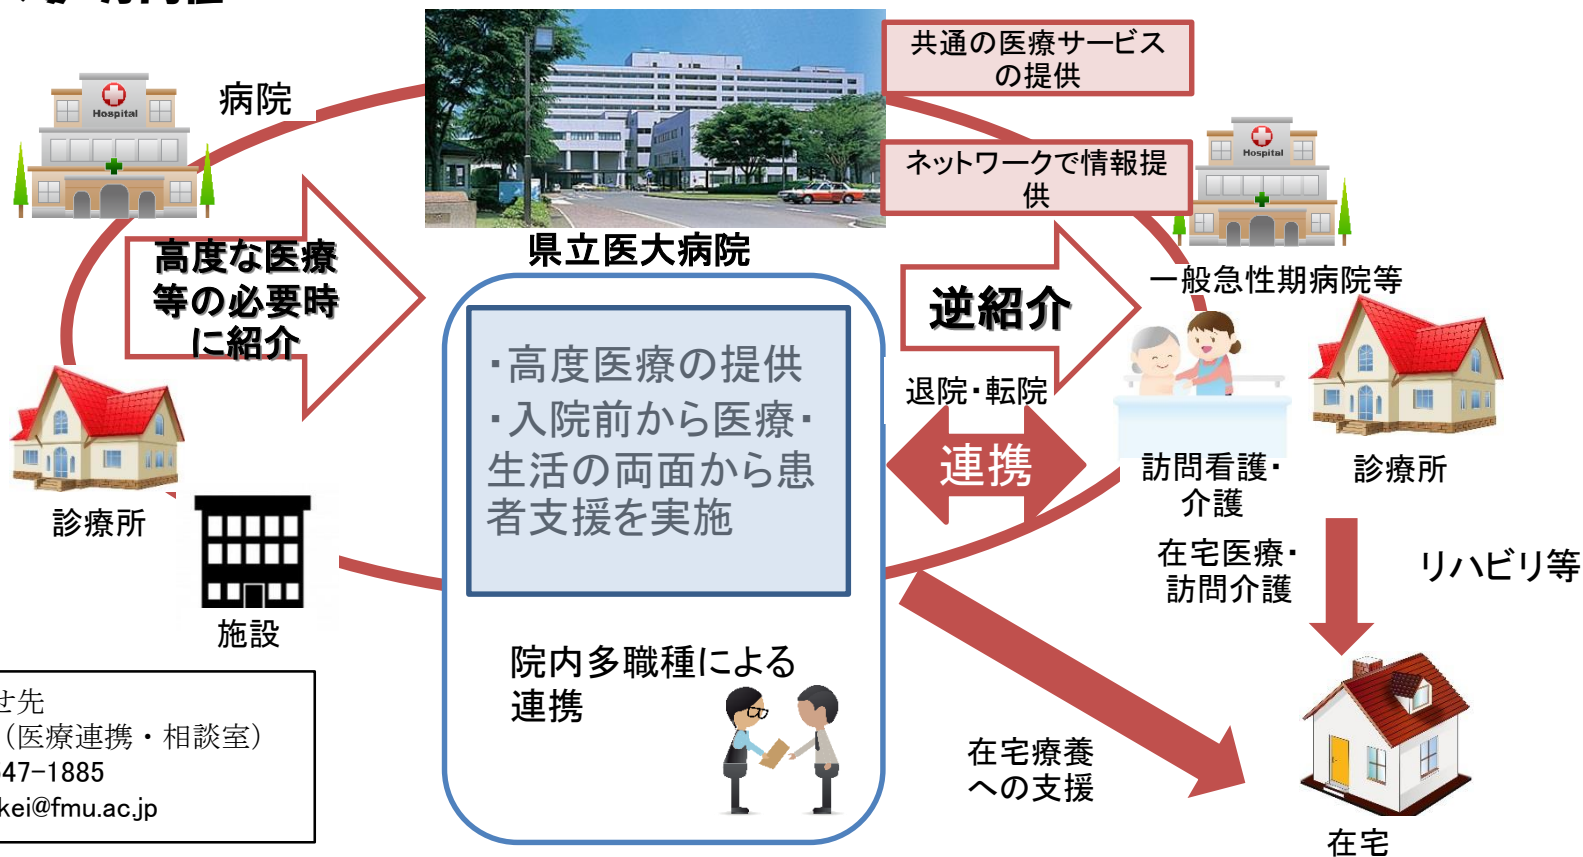 病院
Hospital
県立医大病院
共通の医療サービス
の提供
ネットワークで情報提
供
Hospital
一般急性期病院等
高度な医療
等の必要時
に紹介
逆紹介
退院・転院
連携
・高度医療の提供
・入院前から医療・
生活の両面から患
者支援を実施
院内多職種による
連携
診療所
施設
訪問看護・
介護
診療所
在宅医療・
訪問介護
リハビリ等
在宅療養
への支援
在宅
せ先
（医療連携・相談室）
47-1885
kei@fmu.ac.jp